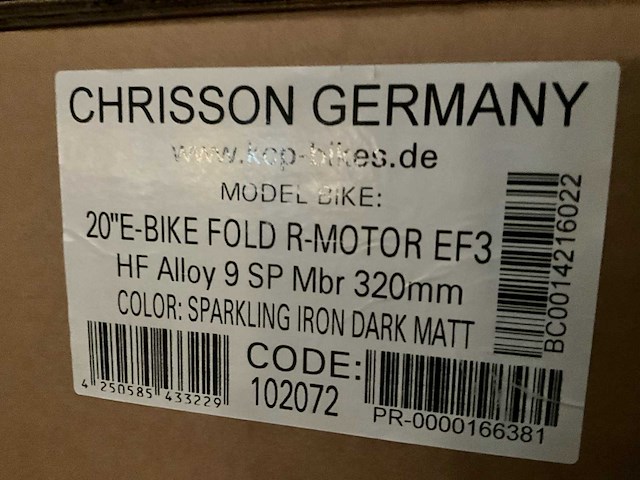 CHRISSON GERMANY
www.kcp-bikes.de
MODEL BIKE:
20"E-BIKE FOLD R-MOTOR EF3
HF Alloy 9 SP Mbr 320mm
COLOR: SPARKLING IRON DARK MATT
BC0014216022
CODE:
102072
4 250585 433229
PR-0000166381